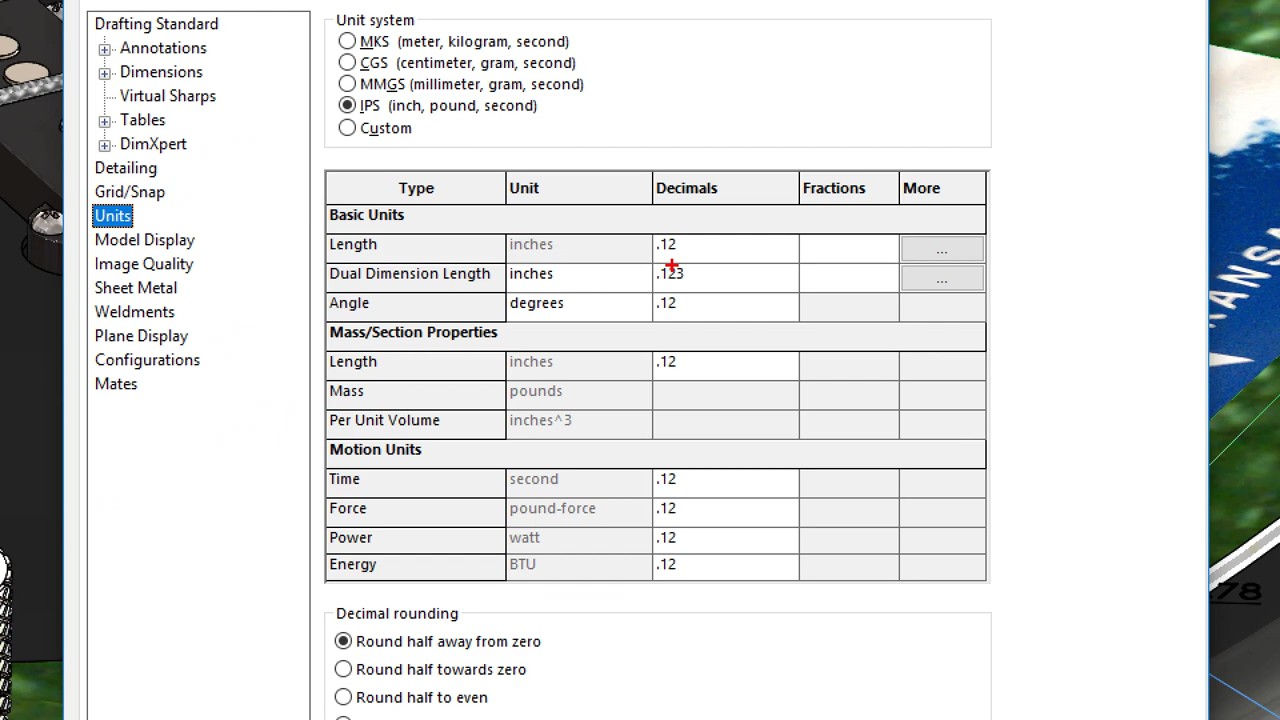 Drafting Standard
Annotations
Dimensions
Virtual Sharps
Tables
DimXpert
Detailing
Grid/Snap
Units
Model Display
Image Quality
Sheet Metal
Weldments
Plane Display
Configurations
Mates
Unit system
MKS (meter, kilogram, second)
CGS (centimeter, gram, second)
MMGS (millimeter, gram, second)
IPS (inch, pound, second)
Custom
Type Unit Decimals Fractions More
Basic Units
Length inches .12 ...
Dual Dimension Length inches .123 ...
Angle degrees .12
Mass/Section Properties
Length inches .12
Mass pounds
Per Unit Volume inches^3
Motion Units
Time second .12
Force pound-force .12
Power watt .12
Energy BTU .12
Decimal rounding
Round half away from zero
Round half towards zero
Round half to even